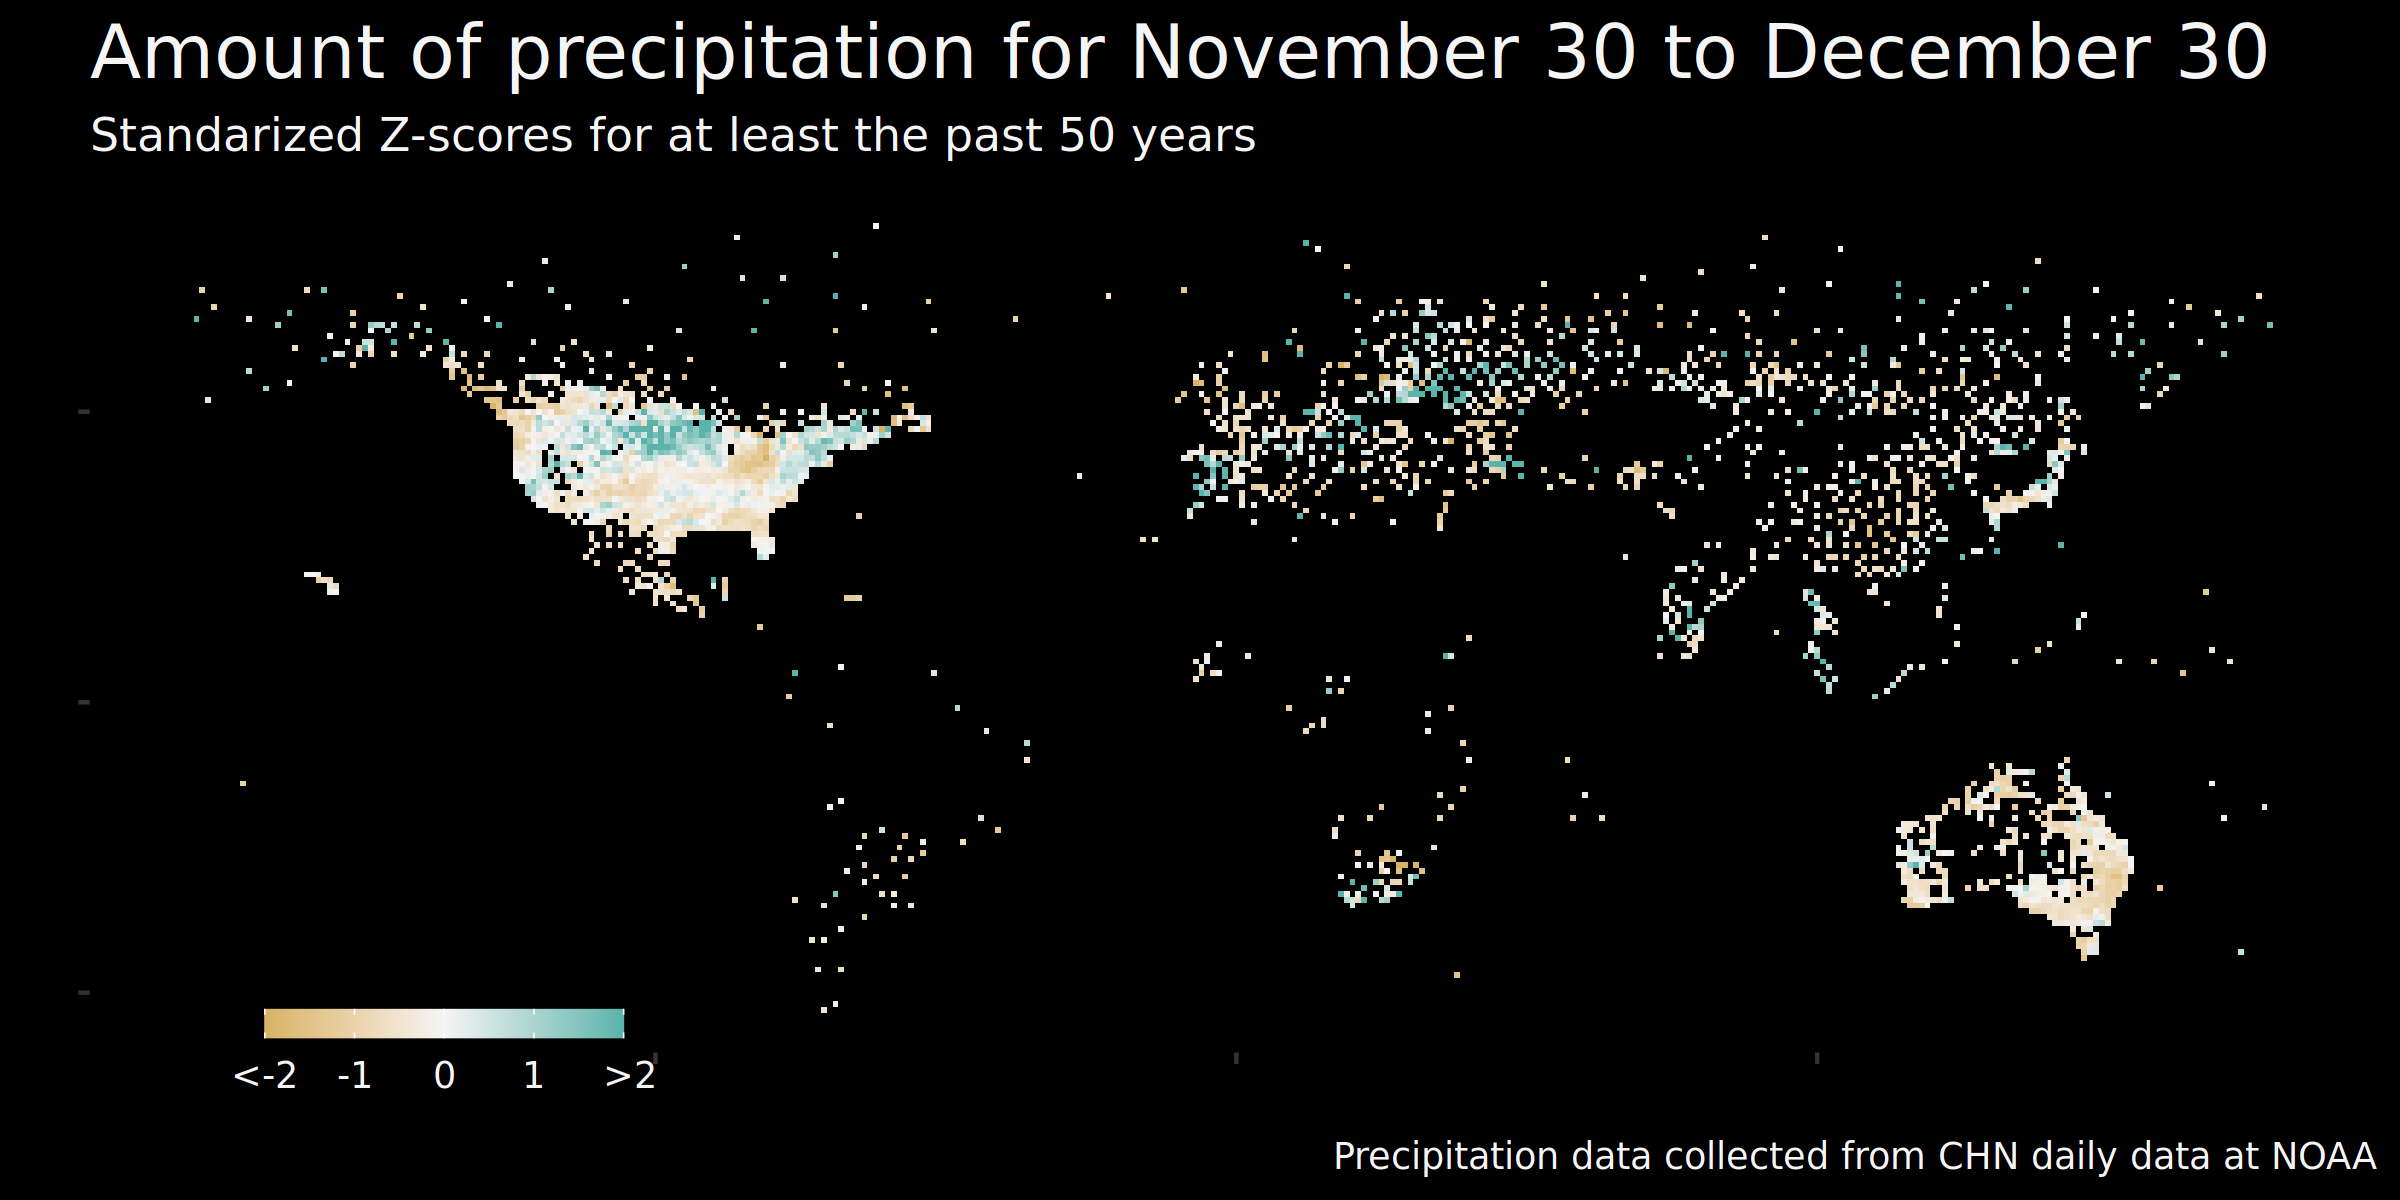 Amount of precipitation for November 30 to December 30
Standarized Z-scores for at least the past 50 years
<-2 -1 0 1 >2
Precipitation data collected from CHN daily data at NOAA